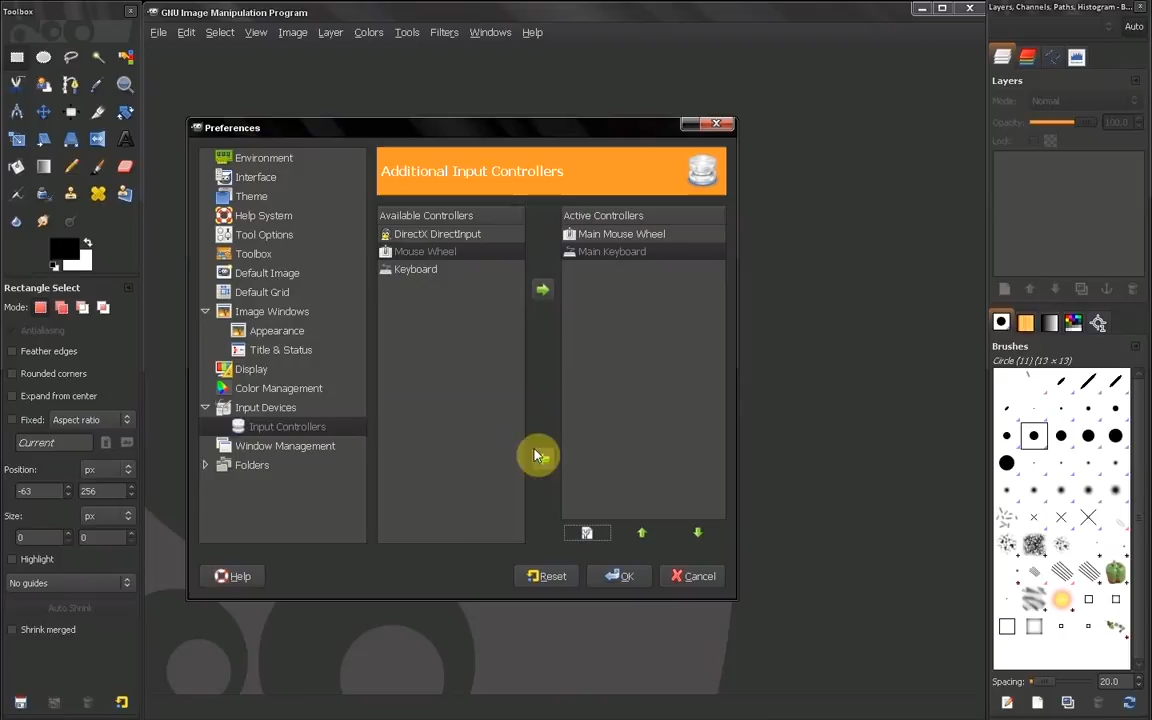 Toolbox
GNU Image Manipulation Program
Layers, Channels, Paths, Histogram - B...
File Edit Select View Image Layer Colors Tools Filters Windows Help
Auto
Layers
Mode: Normal
Opacity: 100.0
Lock:
Preferences
Environment
Interface
Theme
Help System
Tool Options
Toolbox
Default Image
Default Grid
Image Windows
Appearance
Title & Status
Display
Color Management
Input Devices
Input Controllers
Window Management
Folders
Additional Input Controllers
Available Controllers
DirectX DirectInput
Mouse Wheel
Keyboard
Active Controllers
Main Mouse Wheel
Main Keyboard
Help
Reset
OK
Cancel
Rectangle Select
Mode:
Antialiasing
Feather edges
Rounded corners
Expand from center
Fixed: Aspect ratio
Current
Position: px
-63 256
Size: px
0 0
Highlight
No guides
Auto Shrink
Shrink merged
Brushes
Circle (11) (13 × 13)
Spacing: 20.0